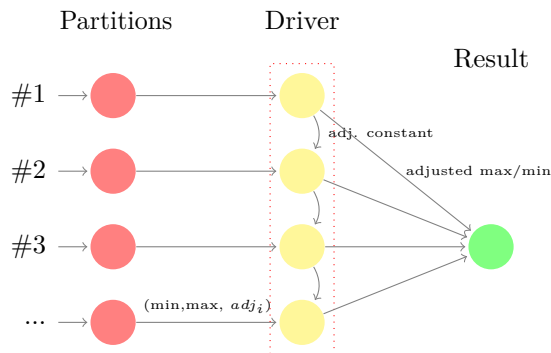 Partitions Driver
Result
#1
adj. constant
#2
adjusted max/min
#3
(min,max, adj_i)
...